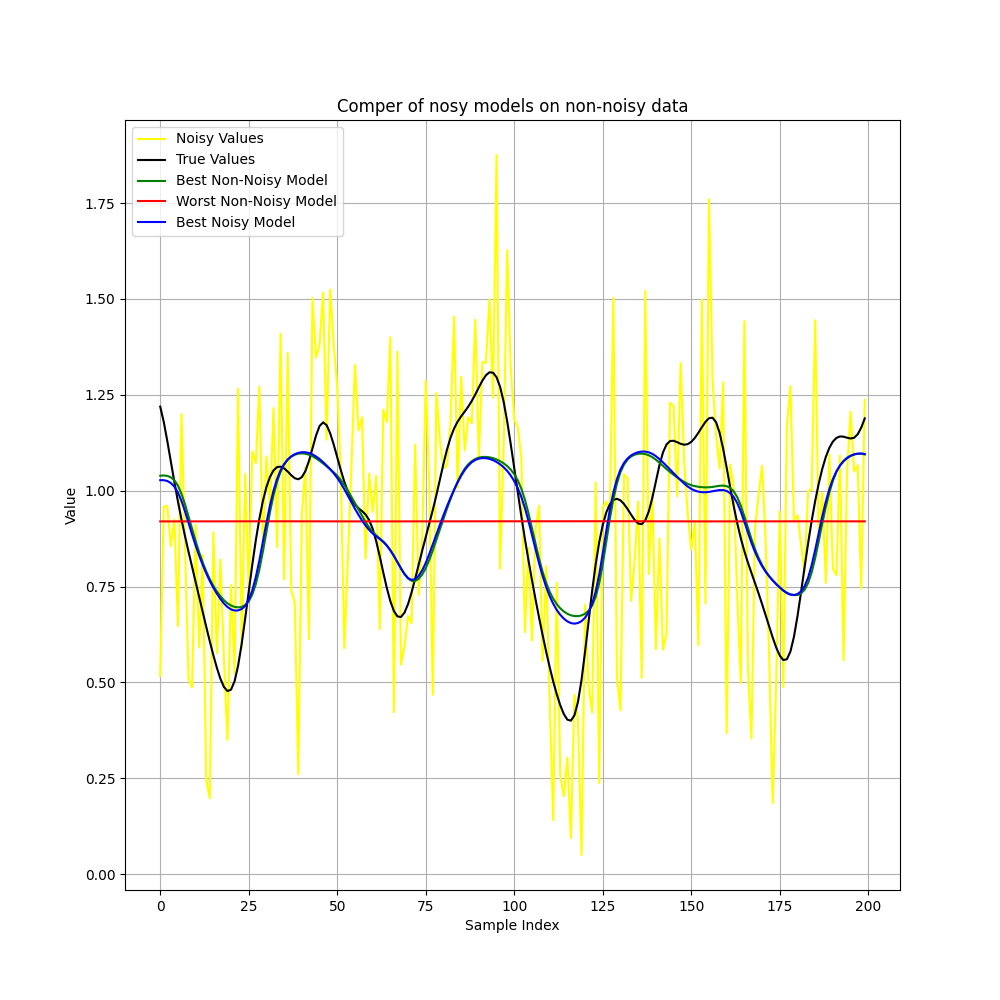 Comper of nosy models on non-noisy data
Noisy Values
True Values
Best Non-Noisy Model
Worst Non-Noisy Model
Best Noisy Model
1.75
1.50
1.25
1.00
0.75
0.50
0.25
0.00
Value
0 25 50 75 100 125 150 175 200
Sample Index